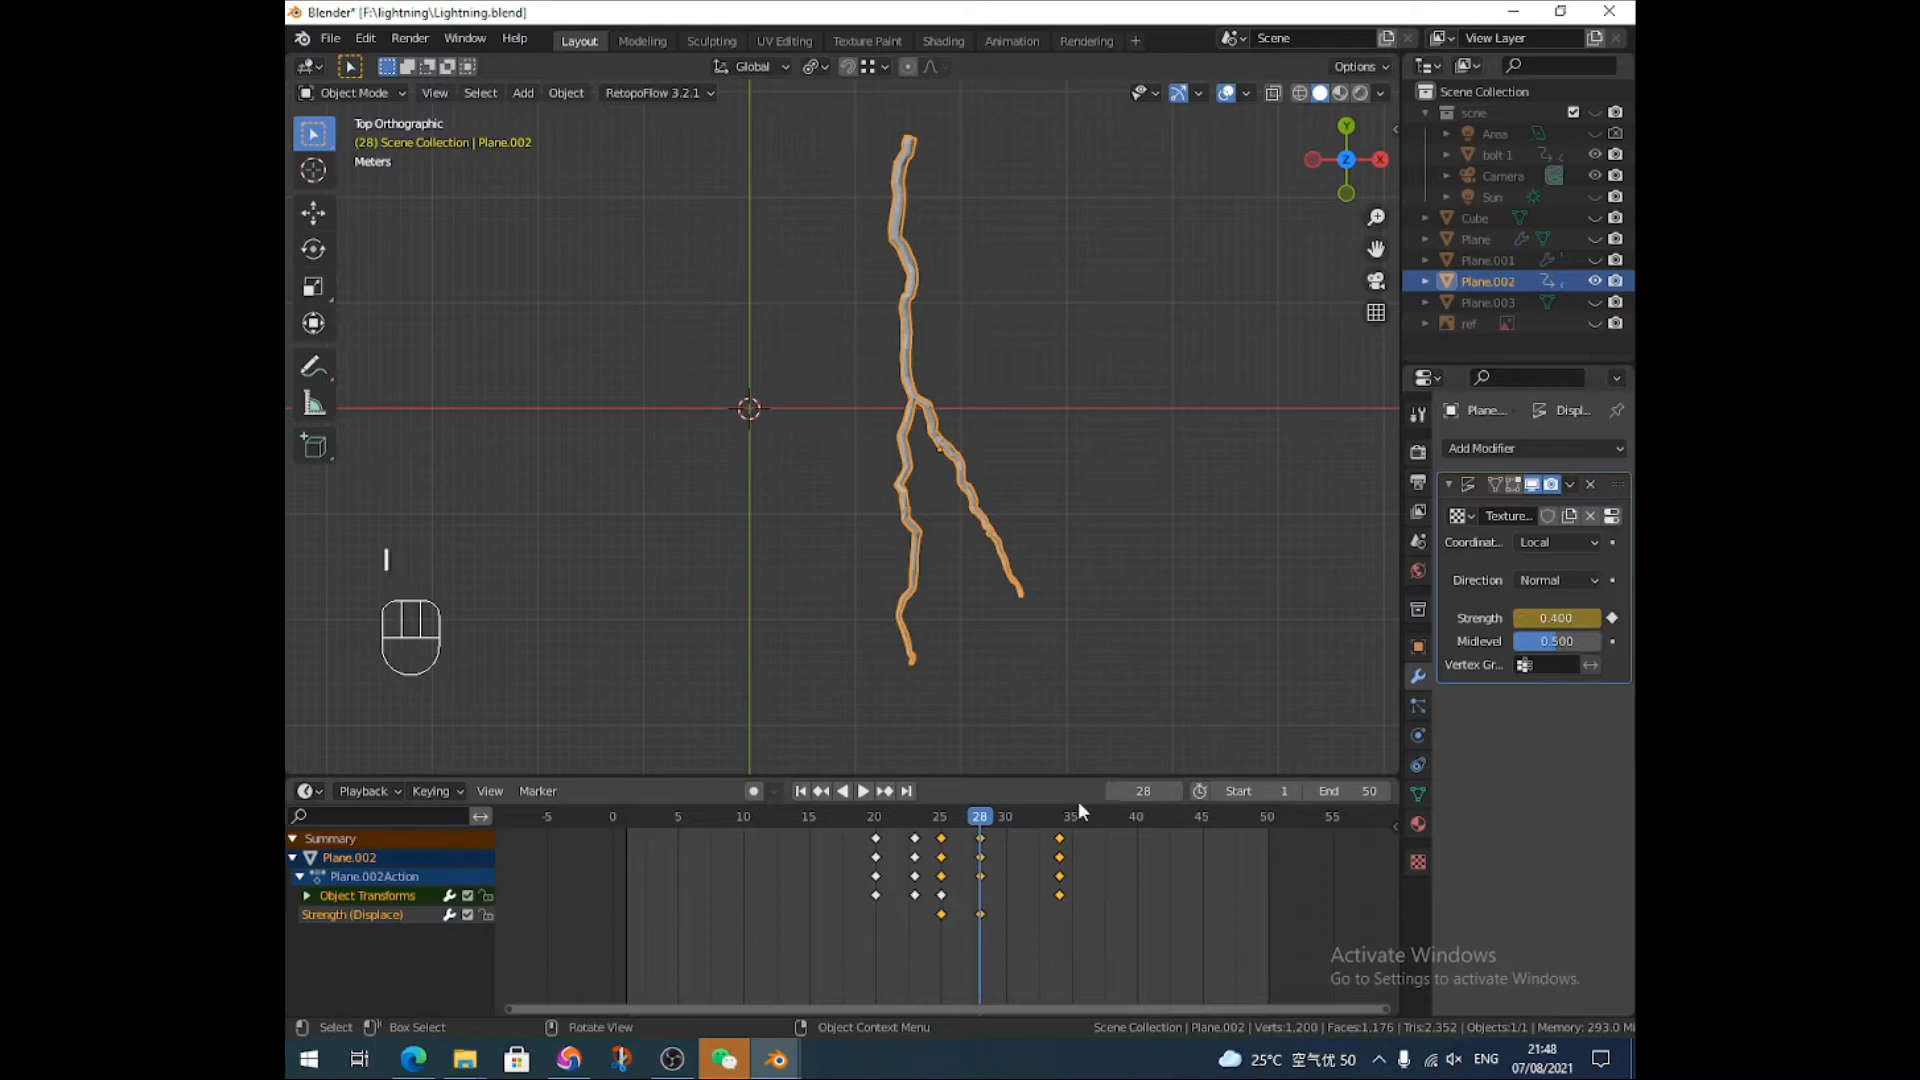 Blender* [F:\lightning\Lightning.blend]
File Edit Render Window Help Layout Modeling Sculpting UV Editing Texture Paint Shading Animation Rendering + Scene View Layer
Global Options
Object Mode View Select Add Object RetopoFlow 3.2.1
Scene Collection
scne
Area
bolt 1
Camera
Sun
Cube
Plane
Plane.001
Plane.002
Plane.003
ref
Top Orthographic
(28) Scene Collection | Plane.002
Meters
Y
Z
X
I
Plane.... Displ...
Add Modifier
Texture...
Coordinat... Local
Direction Normal
Strength 0.400
Midlevel 0.500
Vertex Gr...
Playback Keying View Marker 28 Start 1 End 50
-5 0 5 10 15 20 25 28 30 35 40 45 50 55
Summary
Plane.002
Plane.002Action
Object Transforms
Strength (Displace)
Activate Windows
Go to Settings to activate Windows.
Select Box Select Rotate View Object Context Menu Scene Collection | Plane.002 | Verts:1,200 | Faces:1,176 | Tris:2,352 | Objects:1/1 | Memory: 293.0 Mi
25°C 空气优 50 ENG 21:48
07/08/2021